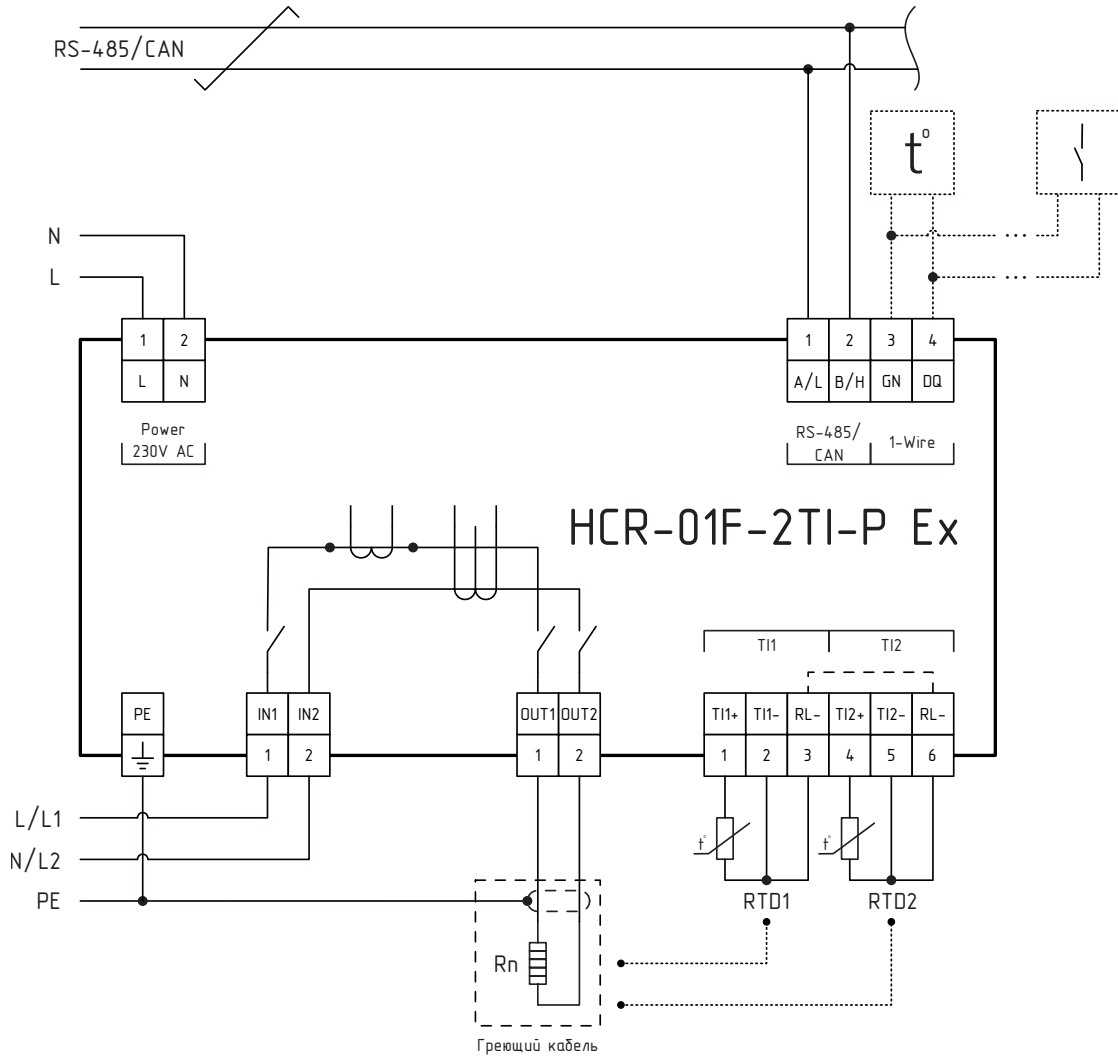 RS-485/CAN
t°
N
L
1 2
L N
Power
230V AC
1 2 3 4
A/L B/H GN DQ
RS-485/
CAN
1-Wire
HCR-01F-2TI-P Ex
TI1 TI2
PE
IN1 IN2
1 2
OUT1 OUT2
1 2
TI1+ TI1- RL- TI2+ TI2- RL-
1 2 3 4 5 6
L/L1
N/L2
PE
t° t°
RTD1 RTD2
Rn
Греющий кабель